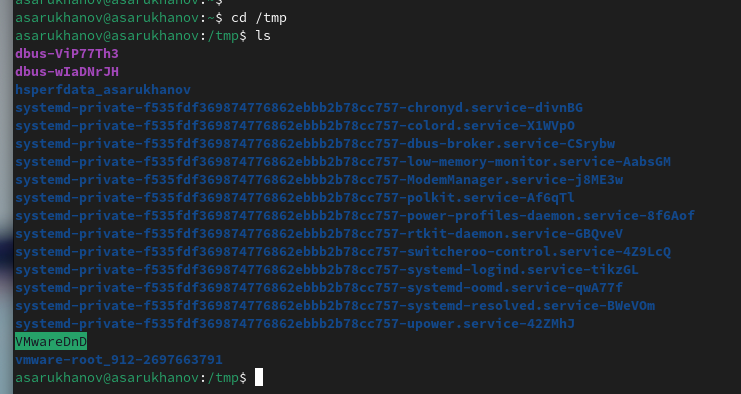 asarukhanov@asarukhanov:~$
asarukhanov@asarukhanov:~$ cd /tmp
asarukhanov@asarukhanov:/tmp$ ls
dbus-ViP77Th3
dbus-wIaDNrJH
hsperfdata_asarukhanov
systemd-private-f535fdf369874776862ebbb2b78cc757-chronyd.service-divnBG
systemd-private-f535fdf369874776862ebbb2b78cc757-colord.service-X1WVpO
systemd-private-f535fdf369874776862ebbb2b78cc757-dbus-broker.service-CSrybw
systemd-private-f535fdf369874776862ebbb2b78cc757-low-memory-monitor.service-AabsGM
systemd-private-f535fdf369874776862ebbb2b78cc757-ModemManager.service-j8ME3w
systemd-private-f535fdf369874776862ebbb2b78cc757-polkit.service-Af6qTl
systemd-private-f535fdf369874776862ebbb2b78cc757-power-profiles-daemon.service-8f6Aof
systemd-private-f535fdf369874776862ebbb2b78cc757-rtkit-daemon.service-GBQveV
systemd-private-f535fdf369874776862ebbb2b78cc757-switcheroo-control.service-4Z9LcQ
systemd-private-f535fdf369874776862ebbb2b78cc757-systemd-logind.service-tikzGL
systemd-private-f535fdf369874776862ebbb2b78cc757-systemd-oomd.service-qwA77f
systemd-private-f535fdf369874776862ebbb2b78cc757-systemd-resolved.service-BWeVOm
systemd-private-f535fdf369874776862ebbb2b78cc757-upower.service-42ZMhJ
VMwareDnD
vmware-root_912-2697663791
asarukhanov@asarukhanov:/tmp$